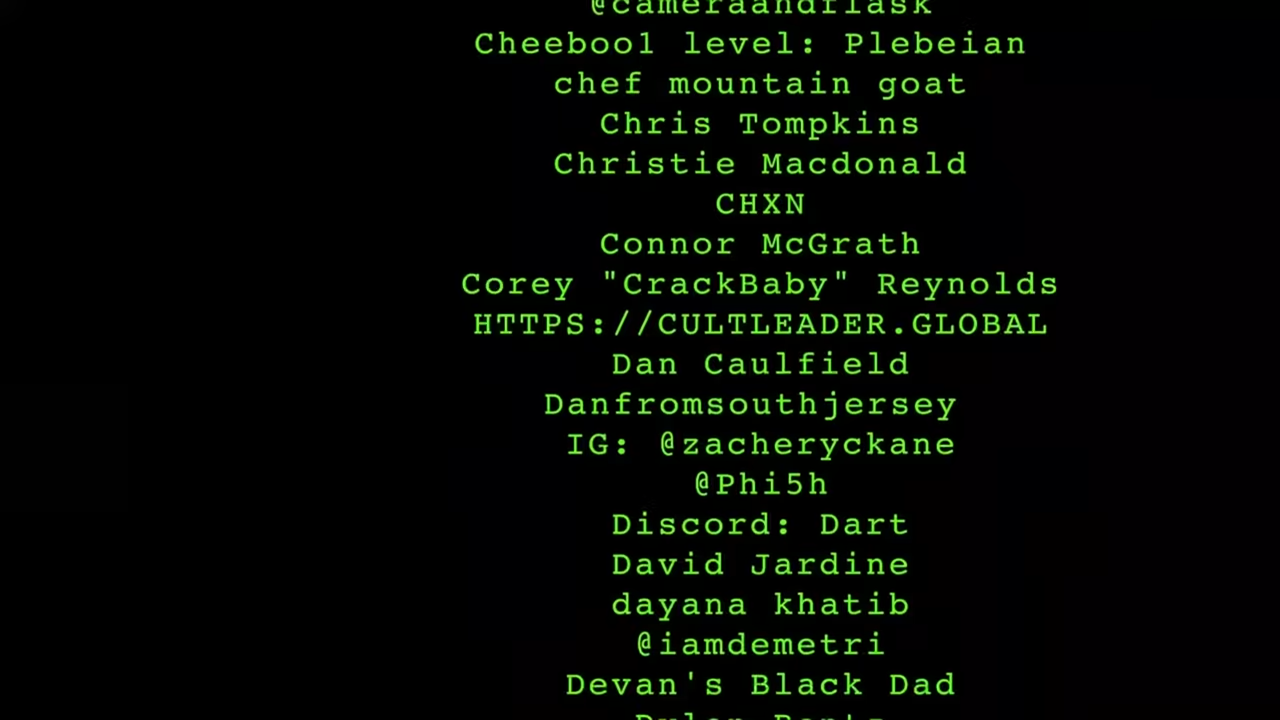 @cameraandflask
Cheeboo1 level: Plebeian
chef mountain goat
Chris Tompkins
Christie Macdonald
CHXN
Connor McGrath
Corey "CrackBaby" Reynolds
HTTPS://CULTLEADER.GLOBAL
Dan Caulfield
Danfromsouthjersey
IG: @zacheryckane
@Phi5h
Discord: Dart
David Jardine
dayana khatib
@iamdemetri
Devan's Black Dad